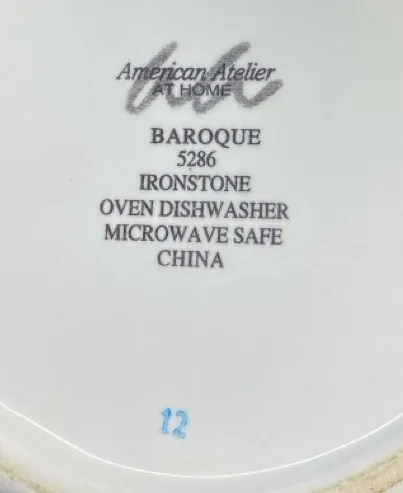 American Atelier
AT HOME
BAROQUE
5286
IRONSTONE
OVEN DISHWASHER
MICROWAVE SAFE
CHINA
12